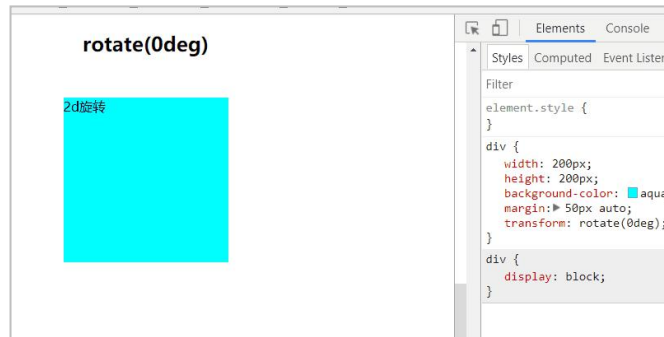 rotate(0deg)
2d旋转
Elements Console
Styles Computed Event Listen
Filter
element.style {
}
div {
width: 200px;
height: 200px;
background-color: aqua
margin: 50px auto;
transform: rotate(0deg);
}
div {
display: block;
}